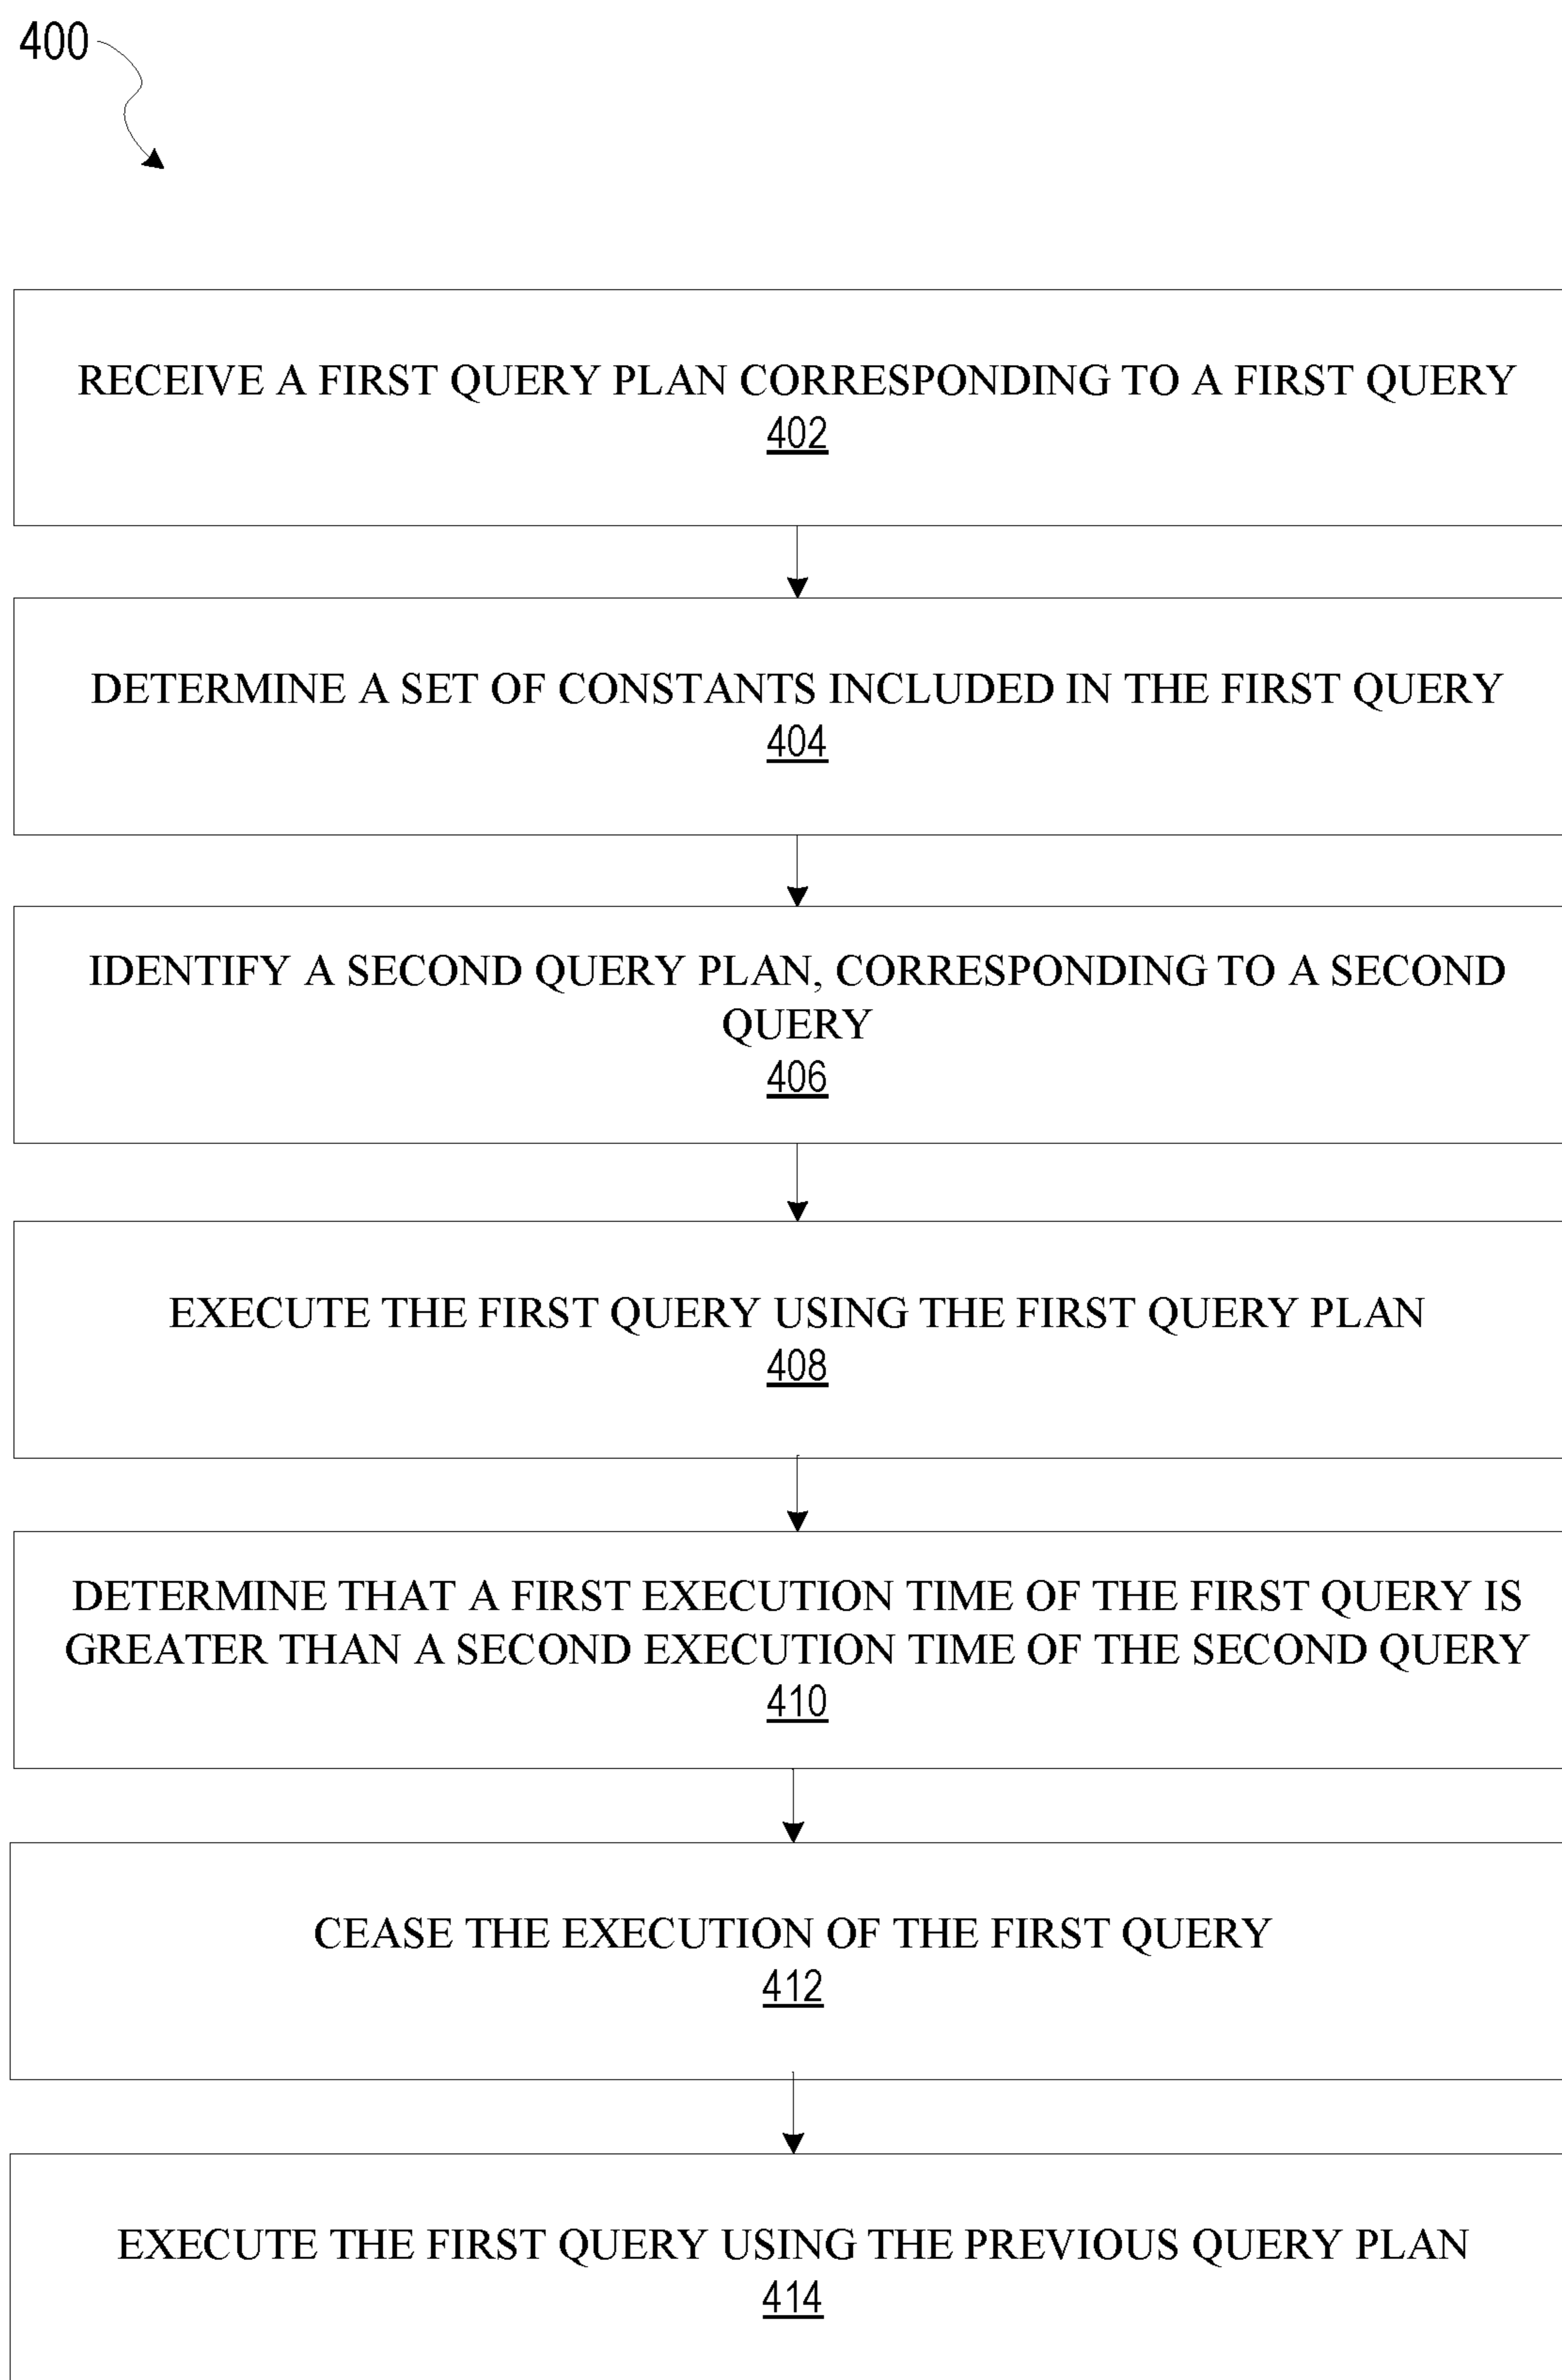 400
RECEIVE A FIRST QUERY PLAN CORRESPONDING TO A FIRST QUERY
402
DETERMINE A SET OF CONSTANTS INCLUDED IN THE FIRST QUERY
404
IDENTIFY A SECOND QUERY PLAN, CORRESPONDING TO A SECOND
QUERY
406
EXECUTE THE FIRST QUERY USING THE FIRST QUERY PLAN
408
DETERMINE THAT A FIRST EXECUTION TIME OF THE FIRST QUERY IS
GREATER THAN A SECOND EXECUTION TIME OF THE SECOND QUERY
410
CEASE THE EXECUTION OF THE FIRST QUERY
412
EXECUTE THE FIRST QUERY USING THE PREVIOUS QUERY PLAN
414